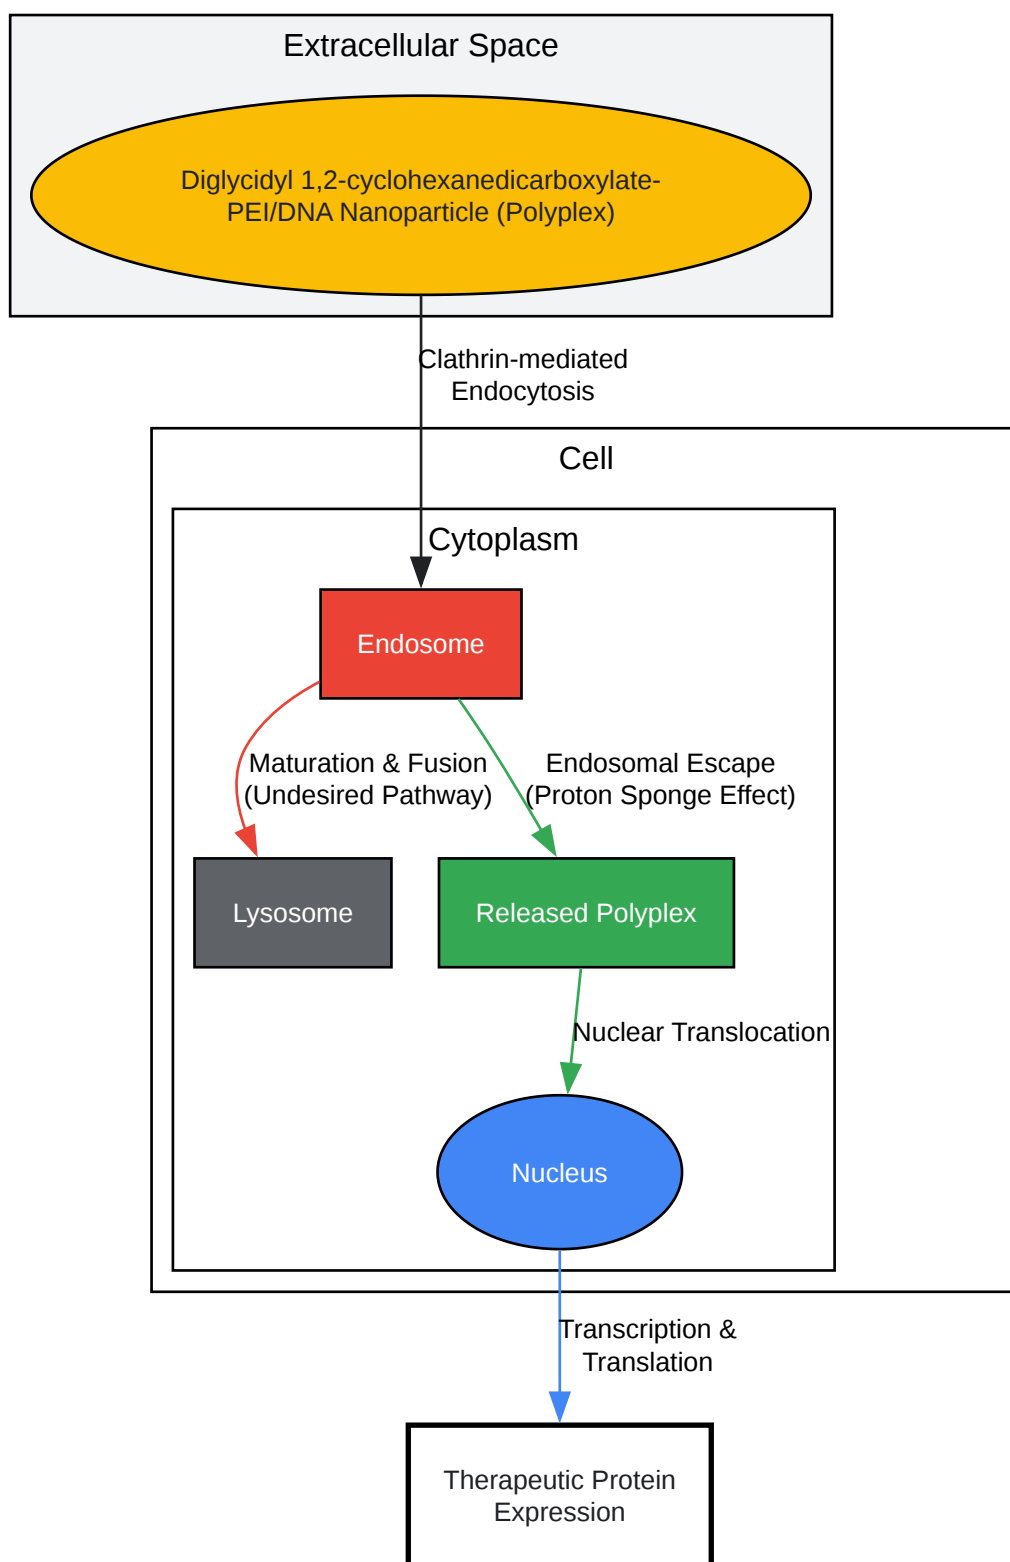 Extracellular Space
Diglycidyl 1,2-cyclohexanedicarboxylate-
PEI/DNA Nanoparticle (Polyplex)
Clathrin-mediated
Endocytosis
Cell
Cytoplasm
Endosome
Maturation & Fusion
(Undesired Pathway)
Endosomal Escape
(Proton Sponge Effect)
Lysosome
Released Polyplex
Nuclear Translocation
Nucleus
Transcription &
Translation
Therapeutic Protein
Expression